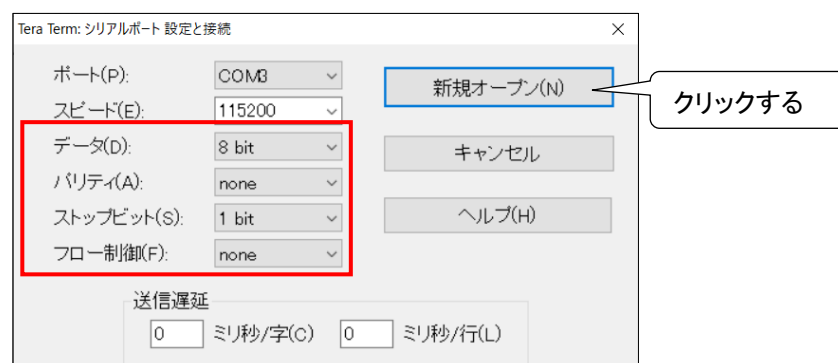 Tera Term: シリアルポート 設定と接続
ポート(P): COM3 新規オープン(N)
クリックする
スピード(E): 115200
データ(D): 8 bit キャンセル
パリティ(A): none
ストップビット(S): 1 bit ヘルプ(H)
フロー制御(F): none
送信遅延
0 ミリ秒/字(C) 0 ミリ秒/行(L)